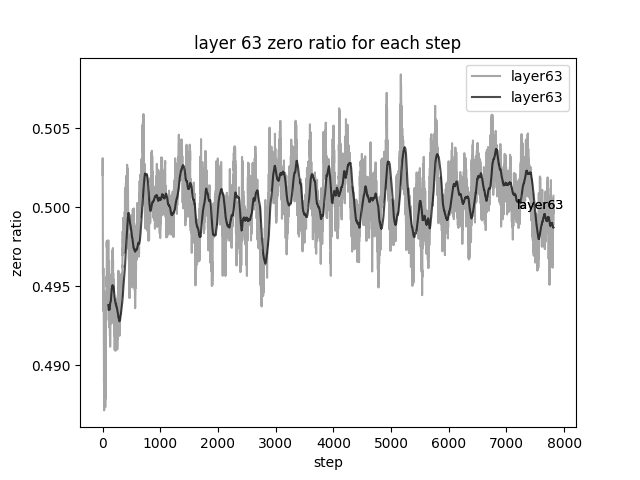 layer 63 zero ratio for each step
layer63
layer63
0.505
0.500
0.495
0.490
zero ratio
layer63
0 1000 2000 3000 4000 5000 6000 7000 8000
step